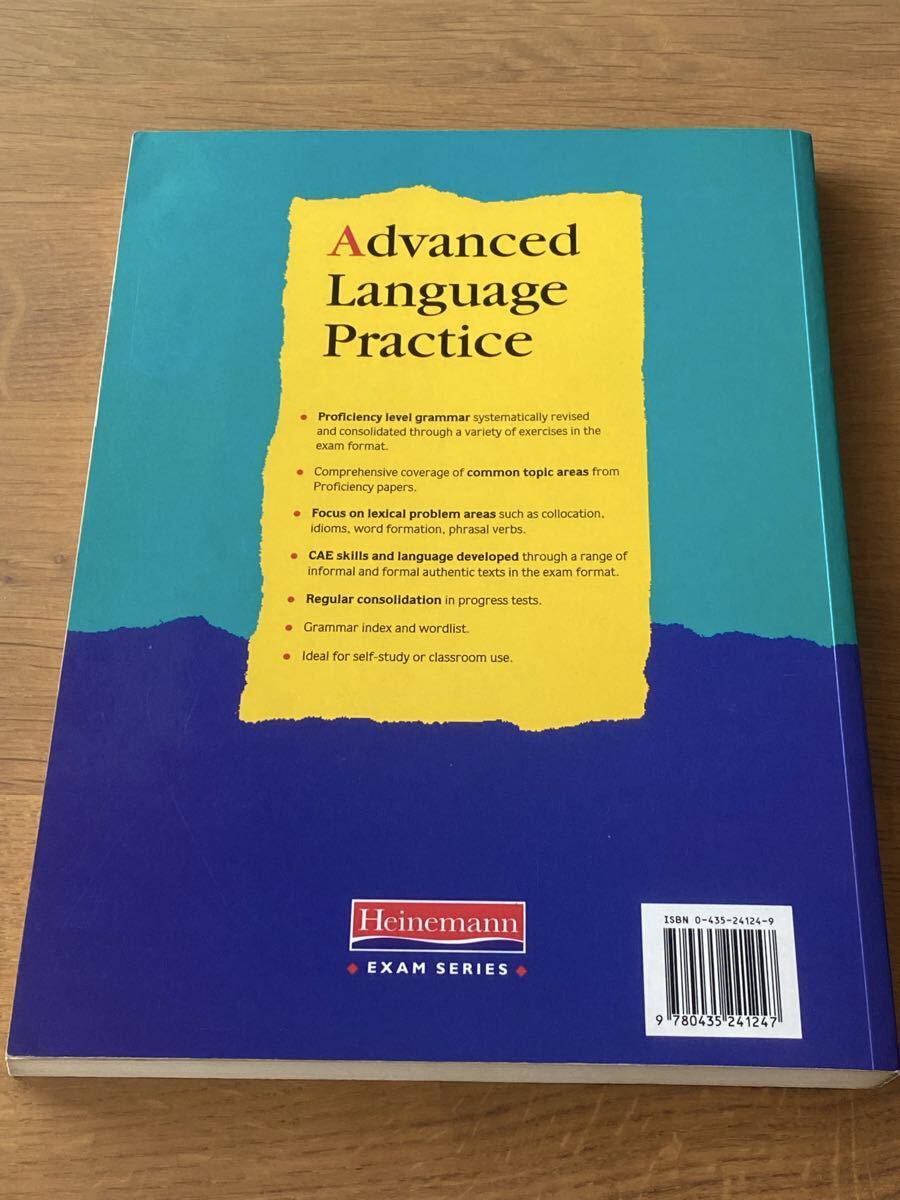 Advanced
Language
Practice
• Proficiency level grammar systematically revised
and consolidated through a variety of exercises in the
exam format.
• Comprehensive coverage of common topic areas from
Proficiency papers.
• Focus on lexical problem areas such as collocation,
idioms, word formation, phrasal verbs.
• CAE skills and language developed through a range of
informal and formal authentic texts in the exam format.
• Regular consolidation in progress tests.
• Grammar index and wordlist.
• Ideal for self-study or classroom use.
Heinemann
◆ EXAM SERIES ◆
ISBN 0-435-24124-9
9 780435 241247